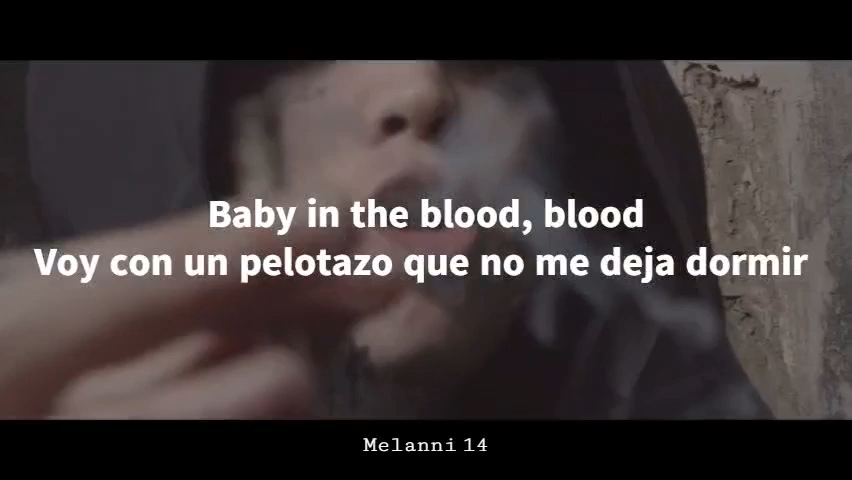 Baby in the blood, blood
Voy con un pelotazo que no me deja dormir
Melanni 14